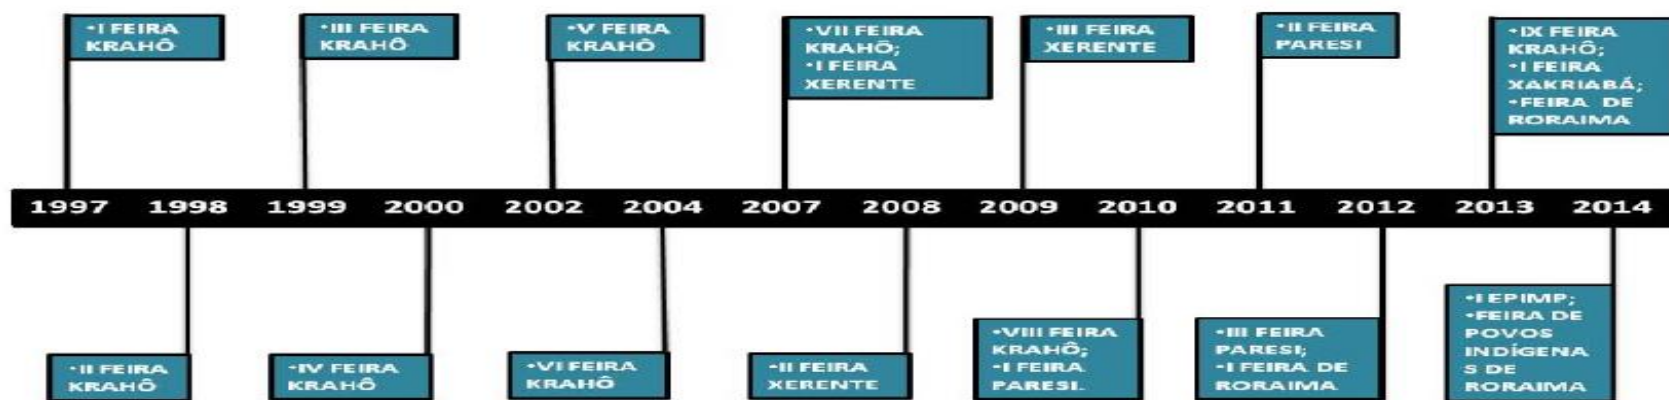 •I FEIRA
KRAHÔ
•III FEIRA
KRAHÔ
•V FEIRA
KRAHÔ
•VII FEIRA
KRAHÔ;
•I FEIRA
XERENTE
•III FEIRA
XERENTE
•II FEIRA
PARESI
•IX FEIRA
KRAHÔ;
•I FEIRA
XAKRIABÁ;
•FEIRA DE
RORAIMA
1997 1998 1999 2000 2002 2004 2007 2008 2009 2010 2011 2012 2013 2014
•II FEIRA
KRAHÔ
•IV FEIRA
KRAHÔ
•VI FEIRA
KRAHÔ
•II FEIRA
XERENTE
•VIII FEIRA
KRAHÔ;
•I FEIRA
PARESI.
•III FEIRA
PARESI;
•I FEIRA DE
RORAIMA
•I EPIMP;
•FEIRA DE
POVOS
INDÍGENA
S DE
RORAIMA